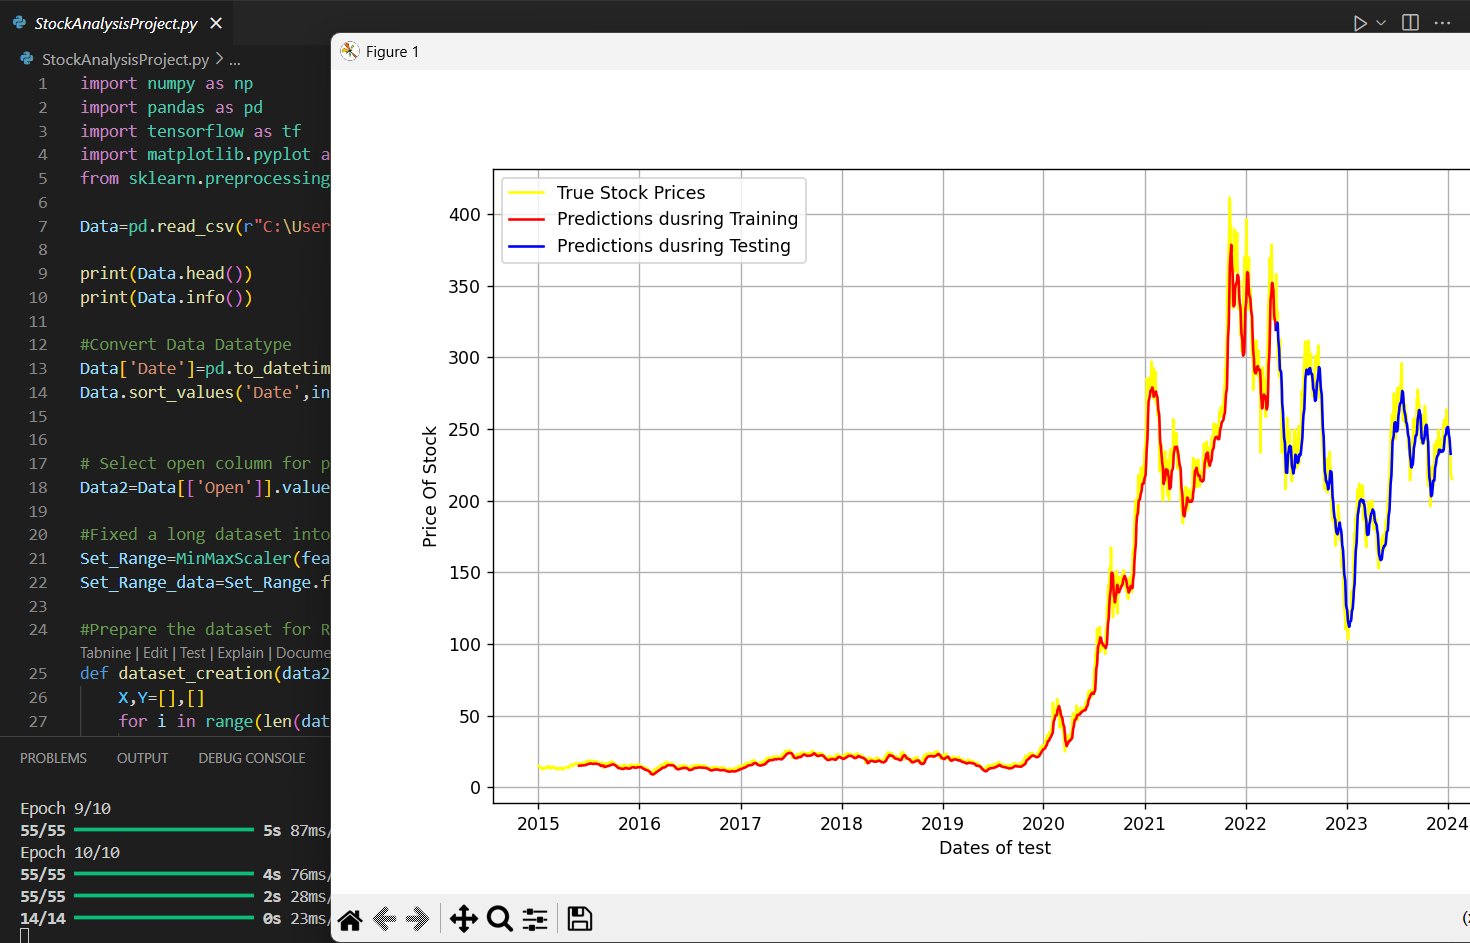 StockAnalysisProject.py
StockAnalysisProject.py > ...
1 import numpy as np
2 import pandas as pd
3 import tensorflow as tf
4 import matplotlib.pyplot a
5 from sklearn.preprocessing
6
7 Data=pd.read_csv(r"C:\User
8
9 print(Data.head())
10 print(Data.info())
11
12 #Convert Data Datatype
13 Data['Date']=pd.to_datetim
14 Data.sort_values('Date',in
15
16
17 # Select open column for p
18 Data2=Data[['Open']].value
19
20 #Fixed a long dataset into
21 Set_Range=MinMaxScaler(fea
22 Set_Range_data=Set_Range.f
23
24 #Prepare the dataset for R
Tabnine | Edit | Test | Explain | Docume
25 def dataset_creation(data2
26 X,Y=[],[]
27 for i in range(len(dat
PROBLEMS OUTPUT DEBUG CONSOLE
Epoch 9/10
55/55 5s 87ms/
Epoch 10/10
55/55 4s 76ms/
55/55 2s 28ms/
14/14 0s 23ms/
Figure 1
True Stock Prices
Predictions dusring Training
Predictions dusring Testing
Price Of Stock
400
350
300
250
200
150
100
50
0
2015 2016 2017 2018 2019 2020 2021 2022 2023 2024
Dates of test